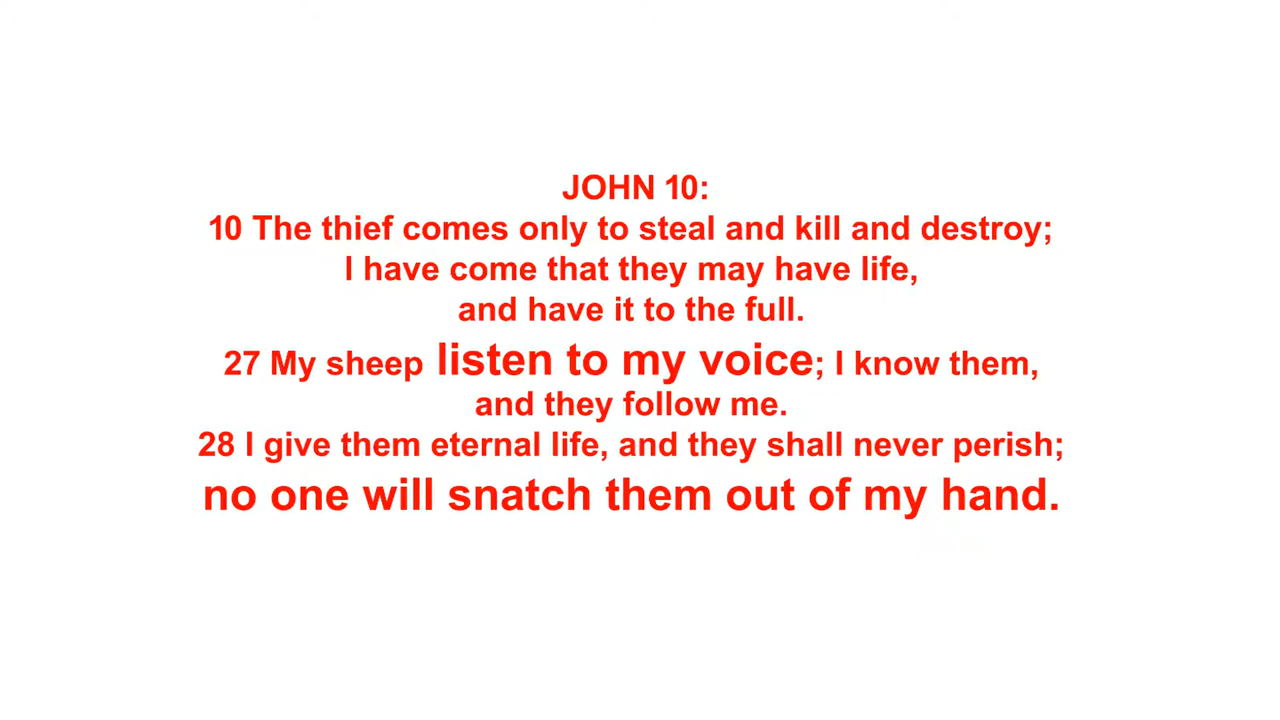 JOHN 10:
10 The thief comes only to steal and kill and destroy;
I have come that they may have life,
and have it to the full.
27 My sheep listen to my voice; I know them,
and they follow me.
28 I give them eternal life, and they shall never perish;
no one will snatch them out of my hand.